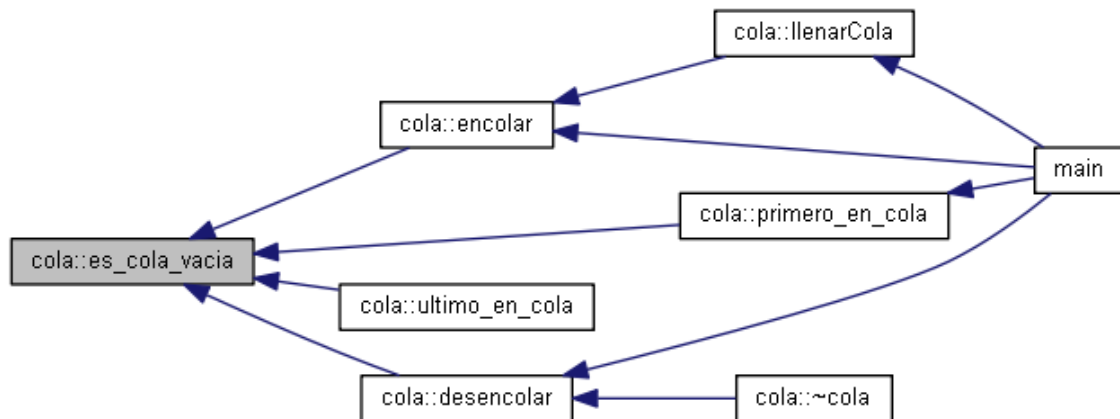 cola::llenarCola
cola::encolar
main
cola::primero_en_cola
cola::es_cola_vacia
cola::ultimo_en_cola
cola::desencolar
cola::~cola